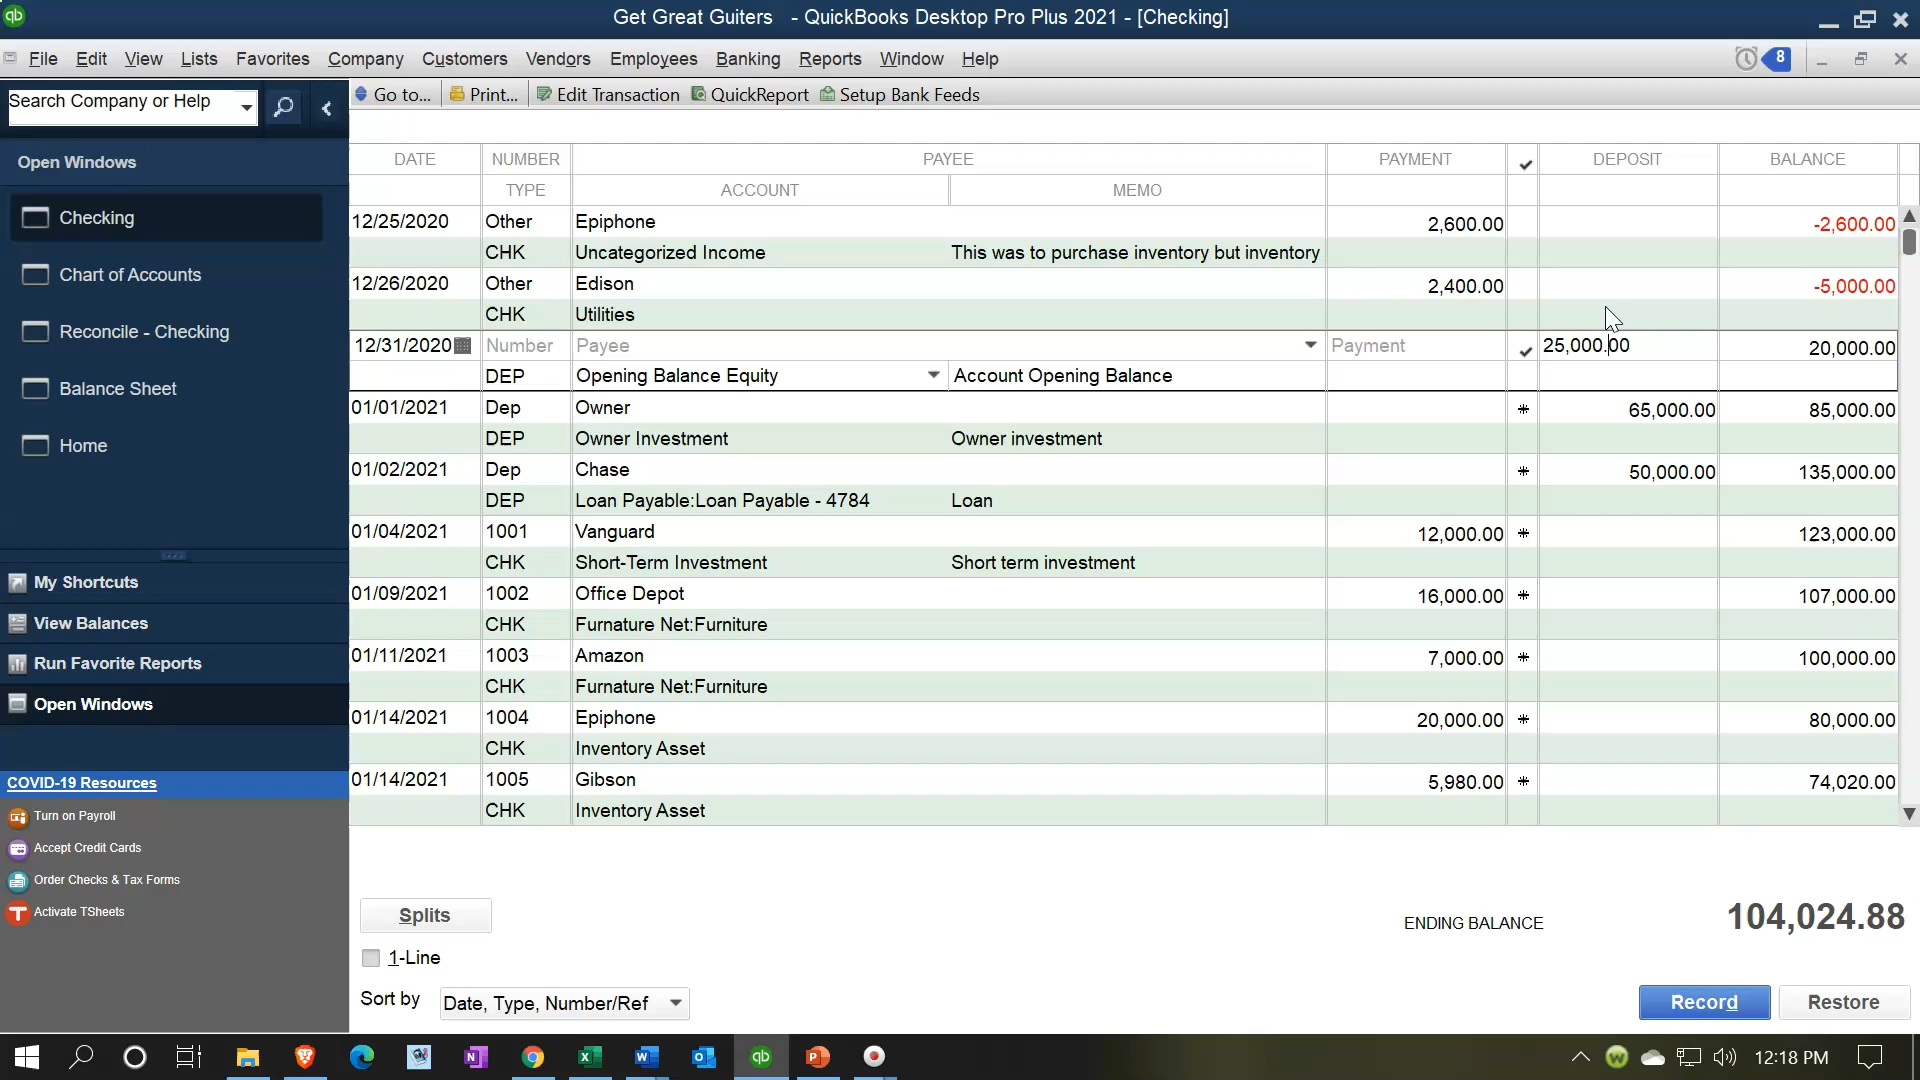 Get Great Guiters - QuickBooks Desktop Pro Plus 2021 - [Checking]
File Edit View Lists Favorites Company Customers Vendors Employees Banking Reports Window Help
8
Search Company or Help
Go to... Print... Edit Transaction QuickReport Setup Bank Feeds
Open Windows
Checking
Chart of Accounts
Reconcile - Checking
Balance Sheet
Home
My Shortcuts
View Balances
Run Favorite Reports
Open Windows
COVID-19 Resources
Turn on Payroll
Accept Credit Cards
Order Checks & Tax Forms
Activate TSheets
DATE NUMBER PAYEE PAYMENT ✓ DEPOSIT BALANCE
TYPE ACCOUNT MEMO
12/25/2020 Other Epiphone 2,600.00 -2,600.00
CHK Uncategorized Income This was to purchase inventory but inventory
12/26/2020 Other Edison 2,400.00 -5,000.00
CHK Utilities
12/31/2020 Number Payee Payment ✓ 25,000.00 20,000.00
DEP Opening Balance Equity Account Opening Balance
01/01/2021 Dep Owner * 65,000.00 85,000.00
DEP Owner Investment Owner investment
01/02/2021 Dep Chase * 50,000.00 135,000.00
DEP Loan Payable:Loan Payable - 4784 Loan
01/04/2021 1001 Vanguard 12,000.00 * 123,000.00
CHK Short-Term Investment Short term investment
01/09/2021 1002 Office Depot 16,000.00 * 107,000.00
CHK Furnature Net:Furniture
01/11/2021 1003 Amazon 7,000.00 * 100,000.00
CHK Furnature Net:Furniture
01/14/2021 1004 Epiphone 20,000.00 * 80,000.00
CHK Inventory Asset
01/14/2021 1005 Gibson 5,980.00 * 74,020.00
CHK Inventory Asset
Splits
ENDING BALANCE 104,024.88
1-Line
Sort by Date, Type, Number/Ref
Record Restore
12:18 PM